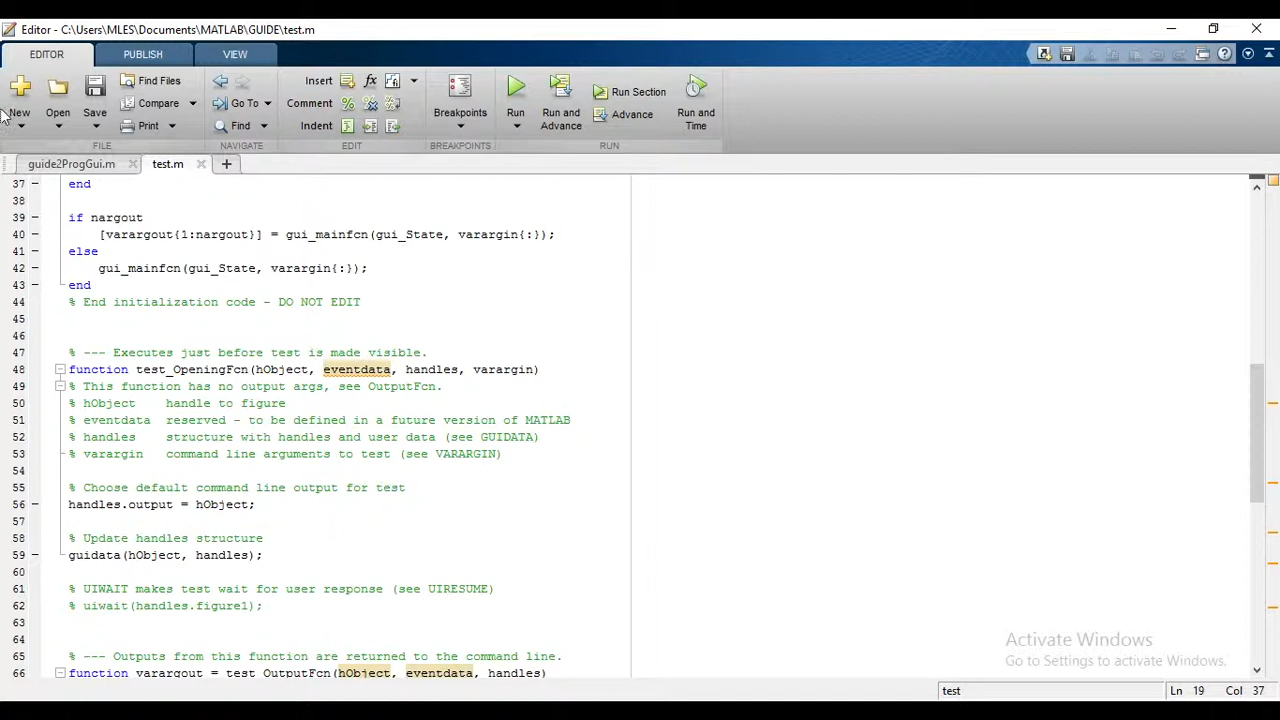 Editor - C:\Users\MLES\Documents\MATLAB\GUIDE\test.m
EDITOR PUBLISH VIEW
New Open Save Find Files Compare Print
Go To Find
Insert fx
Comment
Indent
Breakpoints
Run Run and Advance Run Section Advance Run and Time
FILE NAVIGATE EDIT BREAKPOINTS RUN
guide2ProgGui.m test.m
37 end
38
39 if nargout
40 [varargout{1:nargout}] = gui_mainfcn(gui_State, varargin{:});
41 else
42 gui_mainfcn(gui_State, varargin{:});
43 end
44 % End initialization code - DO NOT EDIT
45
46
47 % --- Executes just before test is made visible.
48 function test_OpeningFcn(hObject, eventdata, handles, varargin)
49 % This function has no output args, see OutputFcn.
50 % hObject handle to figure
51 % eventdata reserved - to be defined in a future version of MATLAB
52 % handles structure with handles and user data (see GUIDATA)
53 % varargin command line arguments to test (see VARARGIN)
54
55 % Choose default command line output for test
56 handles.output = hObject;
57
58 % Update handles structure
59 guidata(hObject, handles);
60
61 % UIWAIT makes test wait for user response (see UIRESUME)
62 % uiwait(handles.figure1);
63
64
65 % --- Outputs from this function are returned to the command line.
66 function varargout = test_OutputFcn(hObject, eventdata, handles)
Activate Windows
Go to Settings to activate Windows.
test Ln 19 Col 37